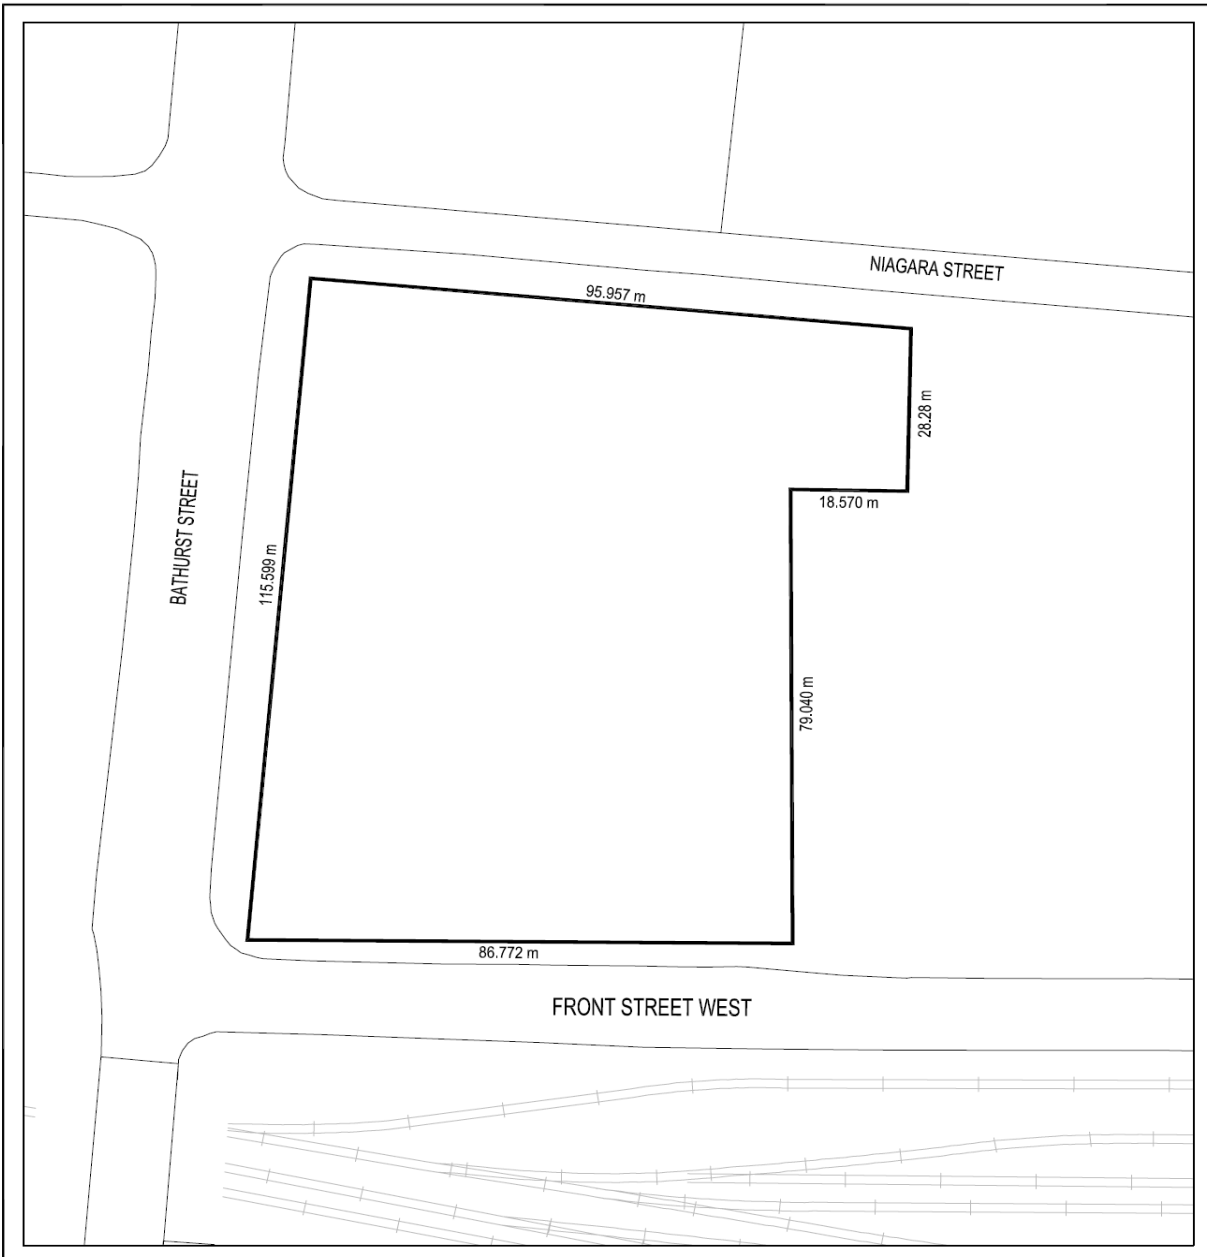 NIAGARA STREET
95.957 m
28.28 m
18.570 m
BATHURST STREET
115.599 m
79.040 m
86.772 m
FRONT STREET WEST